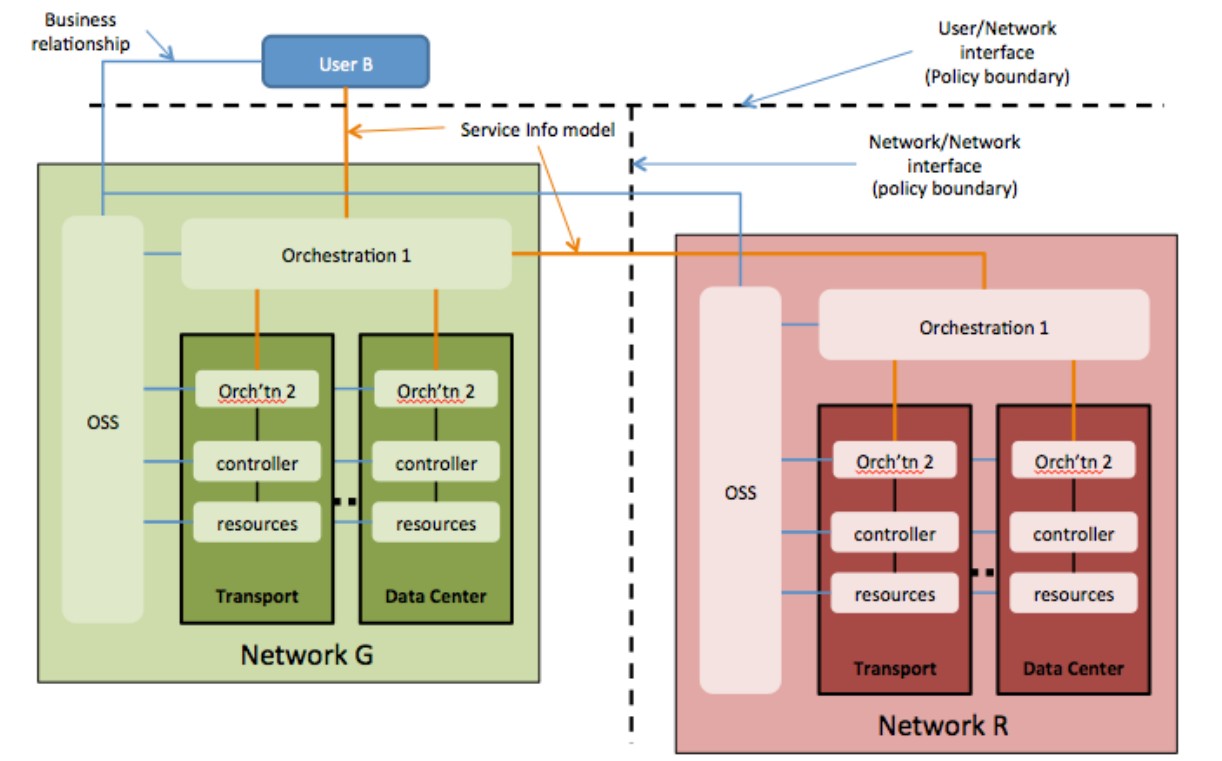 Business
relationship
User B
User/Network
interface
(Policy boundary)
Service Info model
Network/Network
interface
(policy boundary)
OSS
Orchestration 1
Orch'tn 2
Orch'tn 2
controller
controller
resources
resources
Transport
Data Center
Network G
OSS
Orchestration 1
Orch'tn 2
Orch'tn 2
controller
controller
resources
resources
Transport
Data Center
Network R